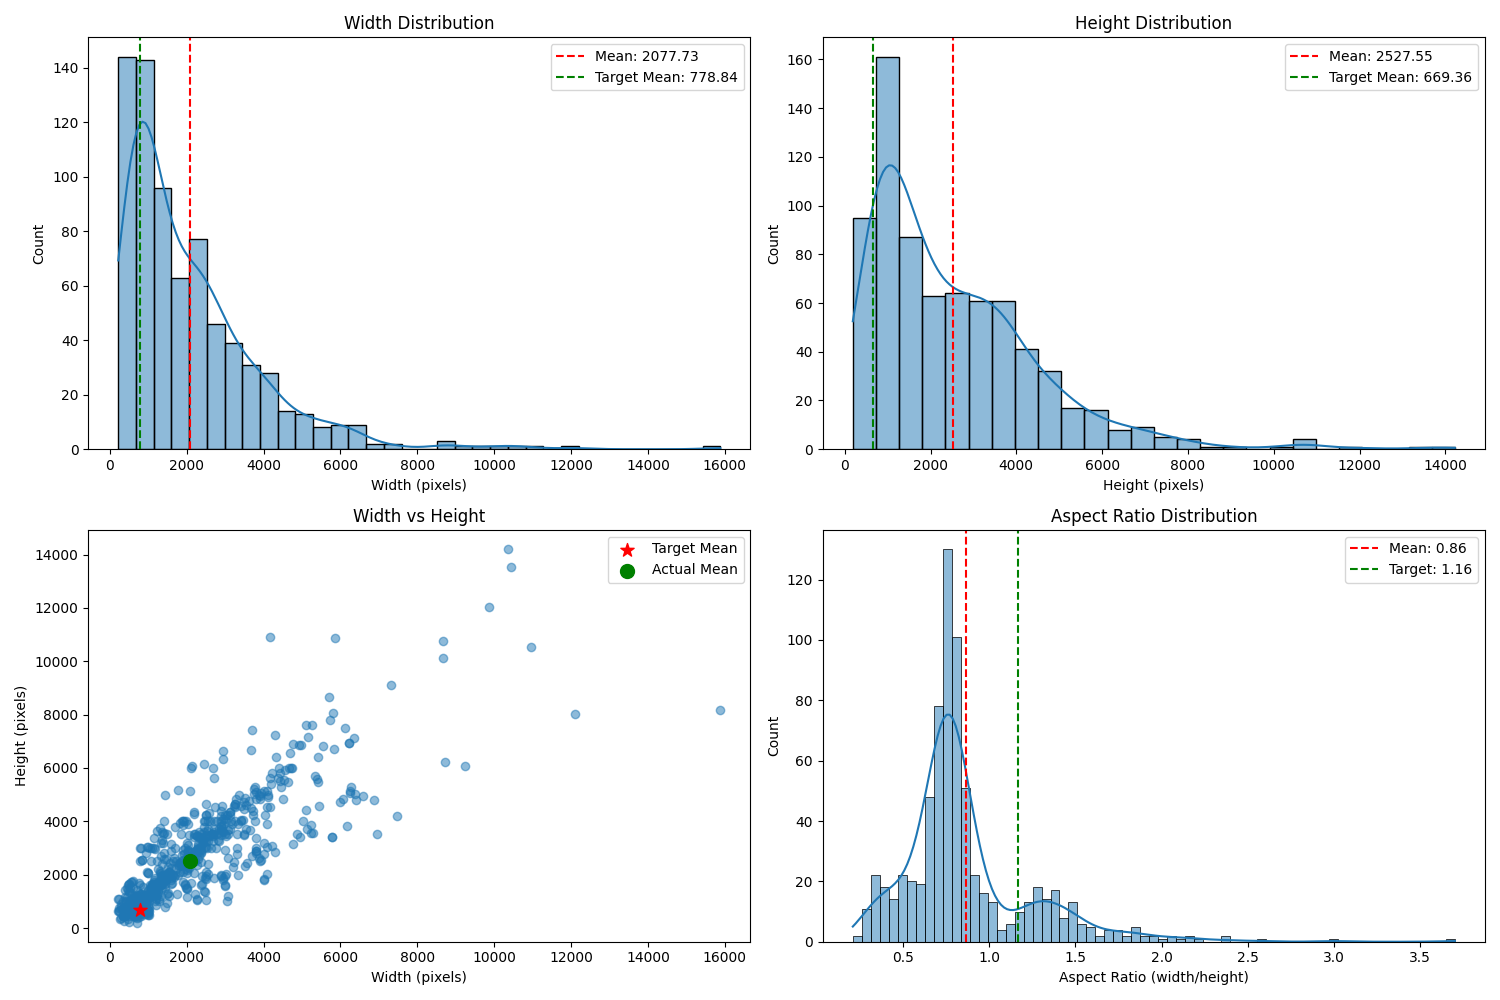 Width Distribution
Mean: 2077.73
Target Mean: 778.84
140
120
100
80
60
40
20
0
Count
0 2000 4000 6000 8000 10000 12000 14000 16000
Width (pixels)
Height Distribution
Mean: 2527.55
Target Mean: 669.36
160
140
120
100
80
60
40
20
0
Count
0 2000 4000 6000 8000 10000 12000 14000
Height (pixels)
Width vs Height
Target Mean
Actual Mean
14000
12000
10000
8000
6000
4000
2000
0
Height (pixels)
0 2000 4000 6000 8000 10000 12000 14000 16000
Width (pixels)
Aspect Ratio Distribution
Mean: 0.86
Target: 1.16
120
100
80
60
40
20
0
Count
0.5 1.0 1.5 2.0 2.5 3.0 3.5
Aspect Ratio (width/height)